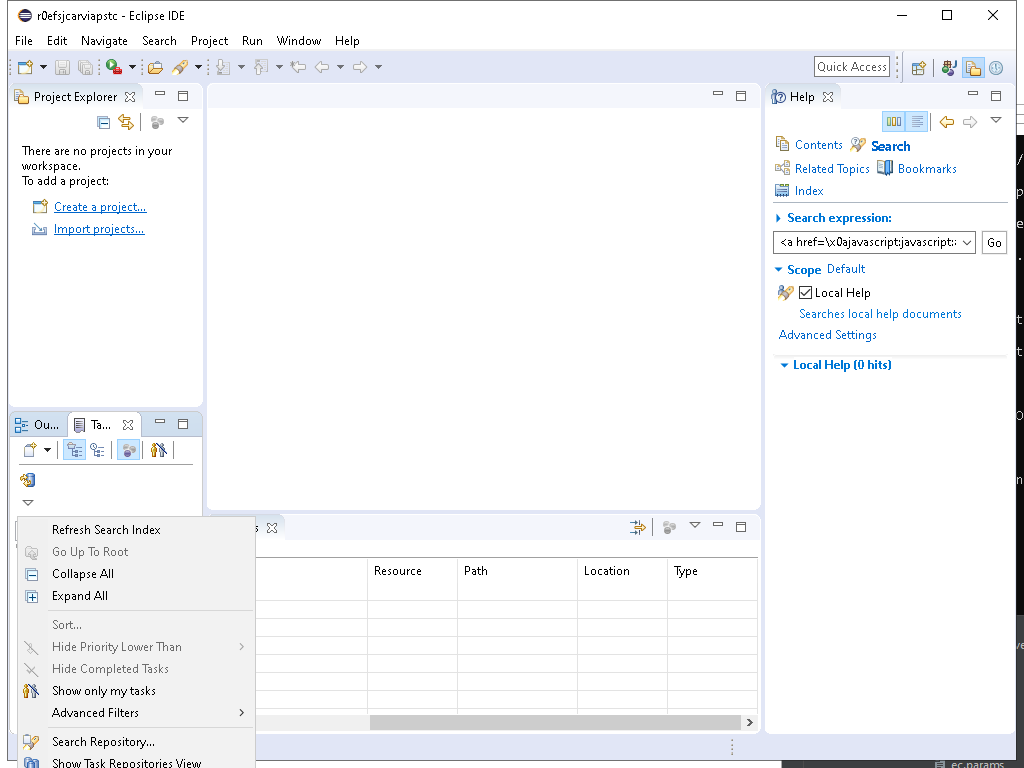 r0efsjcarviapstc - Eclipse IDE
File Edit Navigate Search Project Run Window Help
Quick Access
Project Explorer
There are no projects in your
workspace.
To add a project:
Create a project...
Import projects...
Ou...
Ta...
Refresh Search Index
Go Up To Root
Collapse All
Expand All
Sort...
Hide Priority Lower Than
Hide Completed Tasks
Show only my tasks
Advanced Filters
Search Repository...
Show Task Repositories View
Resource Path Location Type
Help
Contents Search
Related Topics Bookmarks
Index
Search expression:
<a href=\x0ajavascript:javascript:
Go
Scope Default
Local Help
Searches local help documents
Advanced Settings
Local Help (0 hits)
ec.params